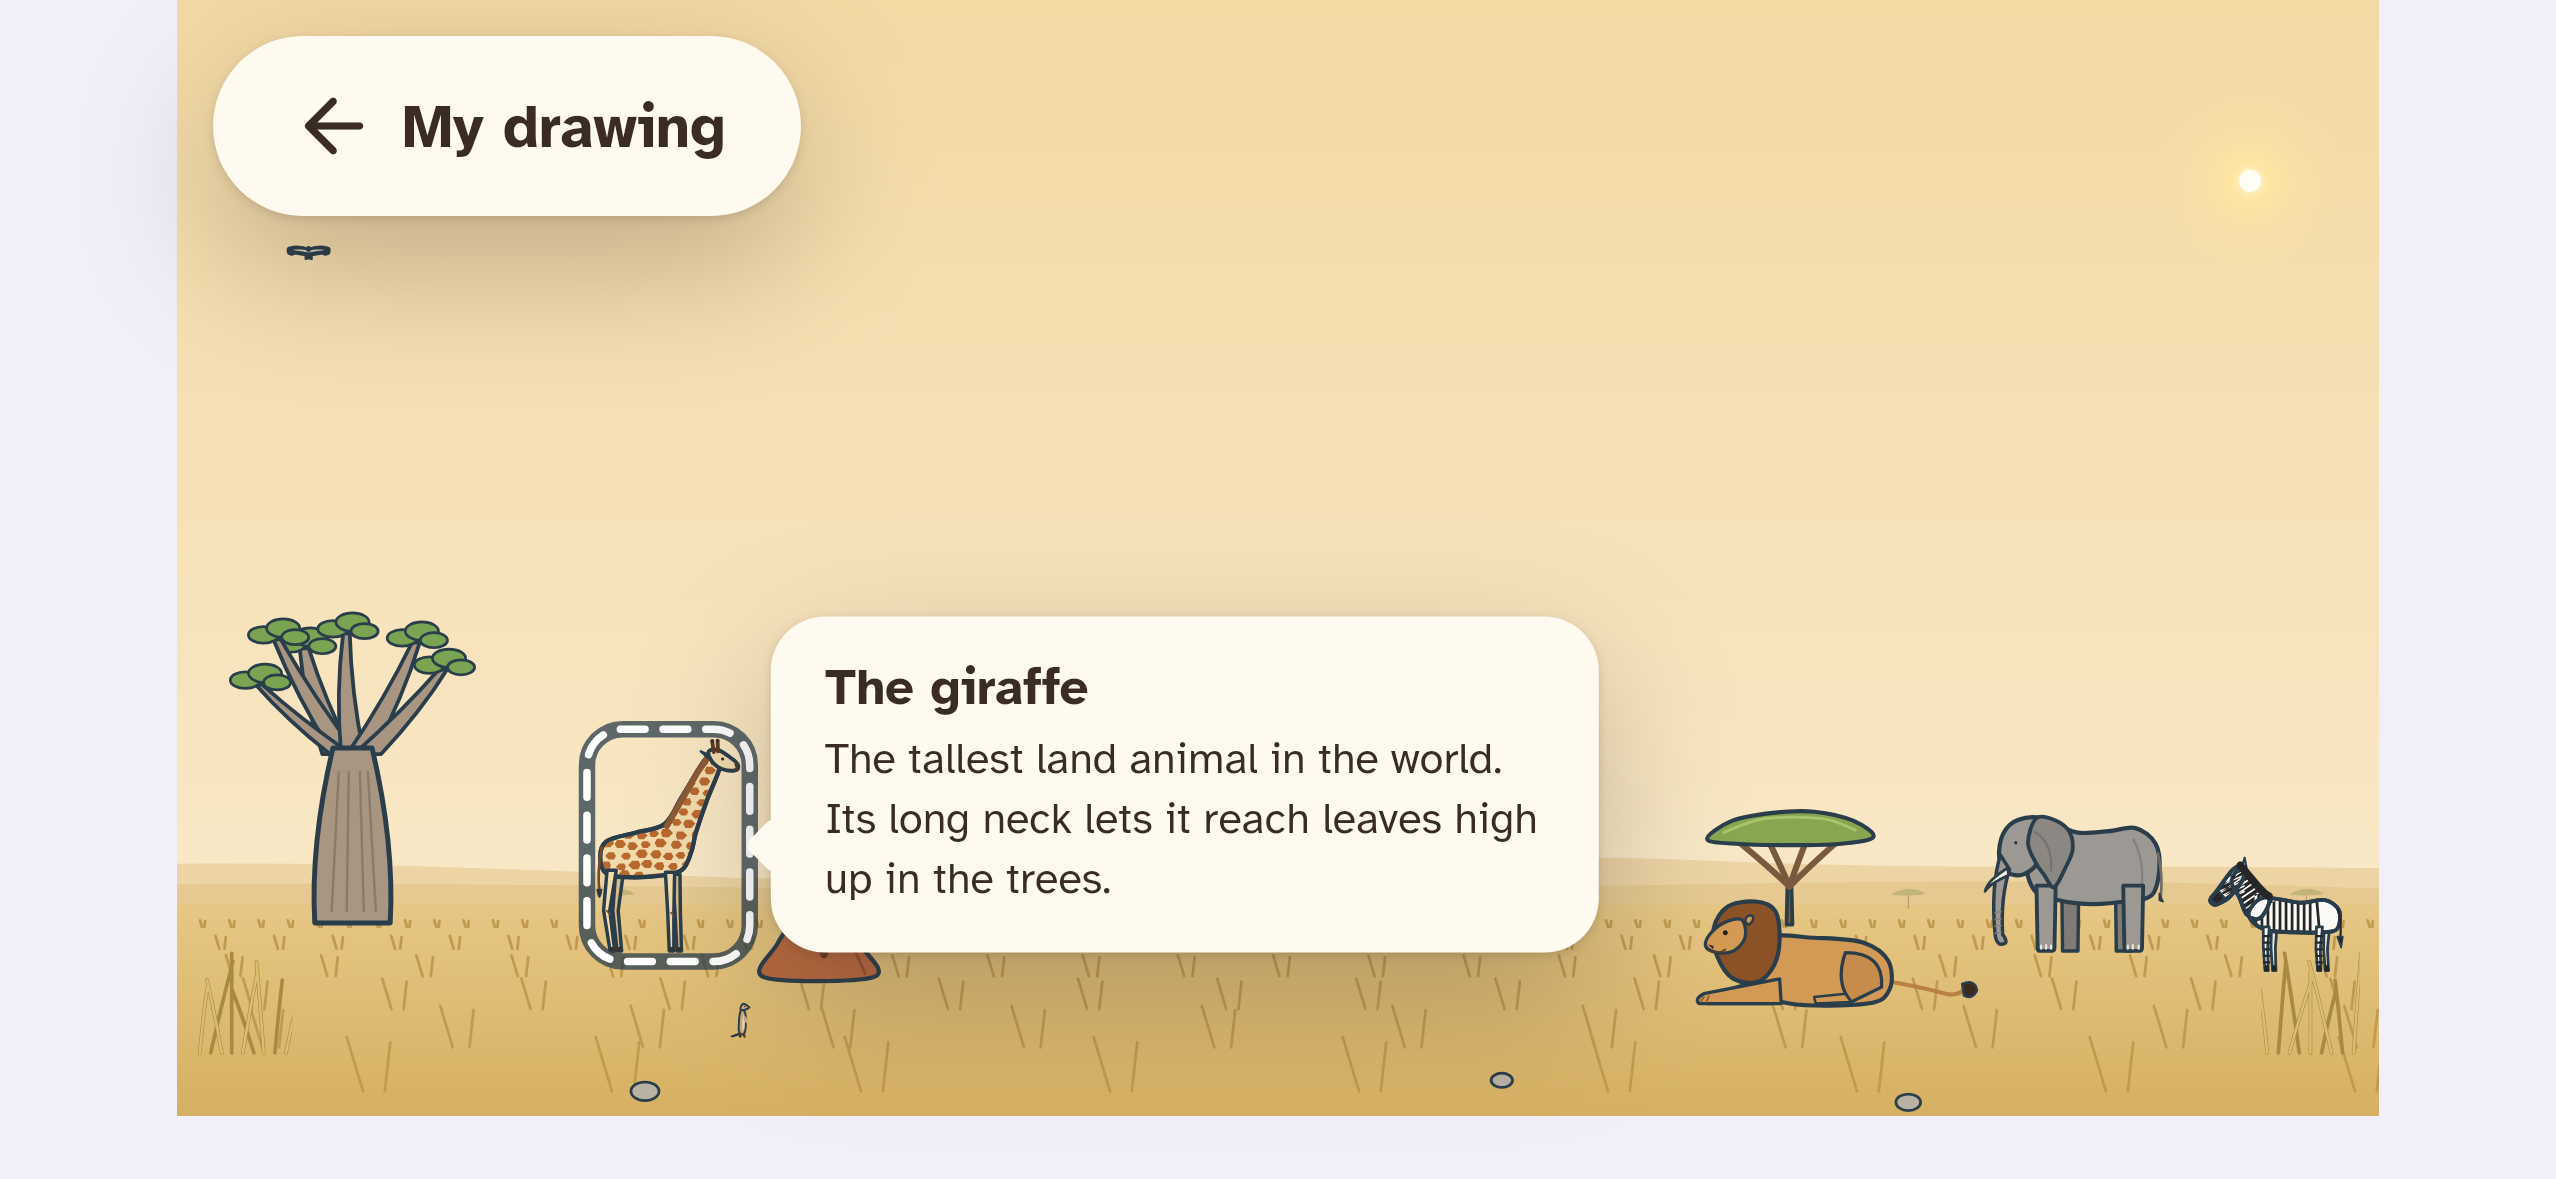 My drawing
The giraffe
The tallest land animal in the world.
Its long neck lets it reach leaves high
up in the trees.